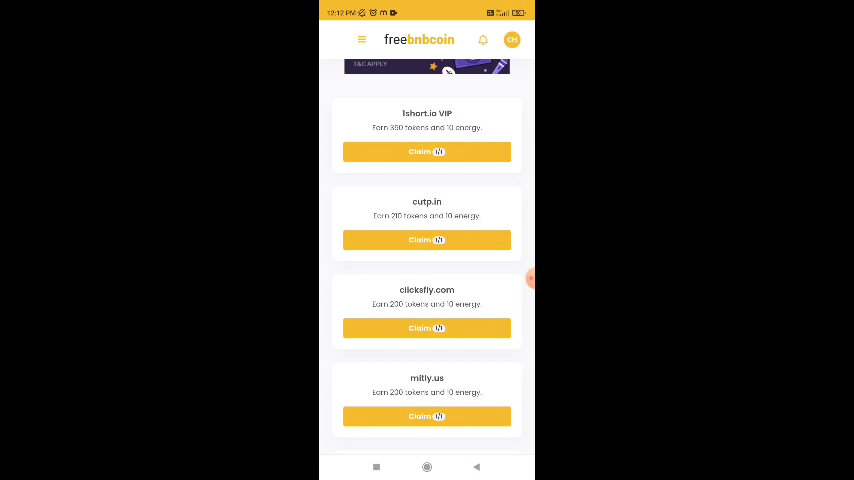 12:12 PM
freebnbcoin
CH
T&C APPLY.
1short.io VIP
Earn 350 tokens and 10 energy.
Claim 1/1
cutp.in
Earn 210 tokens and 10 energy.
Claim 1/1
clicksfly.com
Earn 200 tokens and 10 energy.
Claim 1/1
mitly.us
Earn 200 tokens and 10 energy.
Claim 1/1